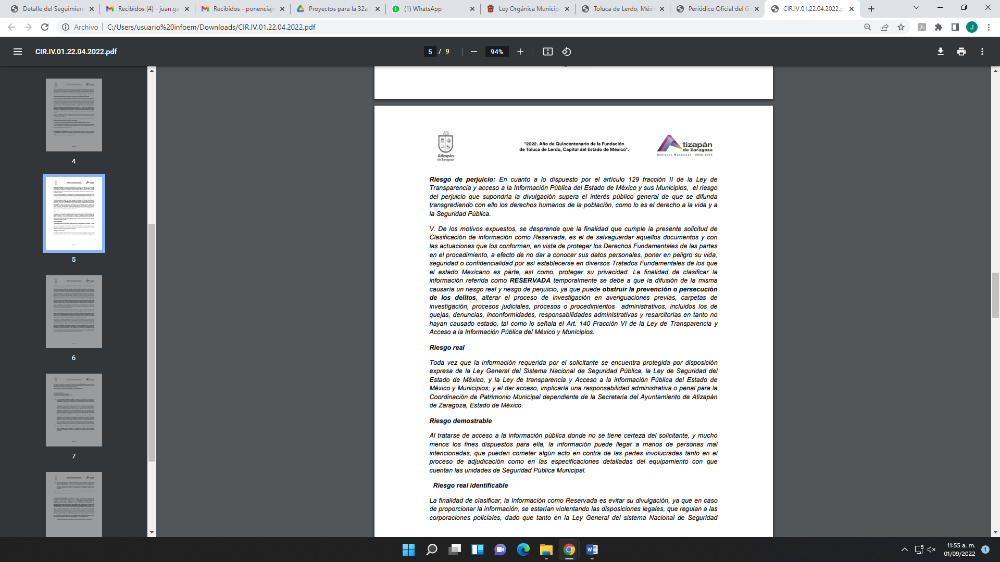 Detalle del Seguimient
Recibidos (4) - juan.ga
Recibidos - ponenciajr
Proyectos para la 32a
(1) WhatsApp
Ley Orgánica Municipa
Toluca de Lerdo, Méxi
Periódico Oficial del G
CIR.IV.01.22.04.2022.p
Archivo
C:/Users/usuario%20infoem/Downloads/CIR.IV.01.22.04.2022.pdf
J
CIR.IV.01.22.04.2022.pdf
5 / 9
94%
4
5
6
7
Atizapán
de Zaragoza
"2022. Año de Quincentenario de la Fundación
de Toluca de Lerdo, Capital del Estado de México".
tizapán
de Zaragoza
Gobierno Municipal · 2022-2024
Riesgo de perjuicio: En cuanto a lo dispuesto por el artículo 129 fracción II de la Ley de
Transparencia y acceso a la Información Pública del Estado de México y sus Municipios, el riesgo
del perjuicio que supondría la divulgación supera el interés público general de que se difunda
transgrediendo con ello los derechos humanos de la población, como lo es el derecho a la vida y a
la Seguridad Pública.
V. De los motivos expuestos, se desprende que la finalidad que cumple la presente solicitud de
Clasificación de información como Reservada, es el de salvaguardar aquellos documentos y con
las actuaciones que los conforman, en vista de proteger los Derechos Fundamentales de las partes
en el procedimiento, a efecto de no dar a conocer sus datos personales, poner en peligro su vida,
seguridad o confidencialidad por así establecerse en diversos Tratados Fundamentales de los que
el estado Mexicano es parte, así como, proteger su privacidad. La finalidad de clasificar la
información referida como RESERVADA temporalmente se debe a que la difusión de la misma
causaría un riesgo real y riesgo de perjuicio, ya que puede obstruir la prevención o persecución
de los delitos, alterar el proceso de investigación en averiguaciones previas, carpetas de
investigación, procesos judiciales, procesos o procedimientos administrativos, incluidos los de
quejas, denuncias, inconformidades, responsabilidades administrativas y resarcitorias en tanto no
hayan causado estado, tal como lo señala el Art. 140 Fracción VI de la Ley de Transparencia y
Acceso a la Información Pública del México y Municipios.
Riesgo real
Toda vez que la información requerida por el solicitante se encuentra protegida por disposición
expresa de la Ley General del Sistema Nacional de Seguridad Pública, la Ley de Seguridad del
Estado de México, y la Ley de transparencia y Acceso a la información Pública del Estado de
México y Municipios; y el dar acceso, implicaría una responsabilidad administrativa o penal para la
Coordinación de Patrimonio Municipal dependiente de la Secretaria del Ayuntamiento de Atizapán
de Zaragoza, Estado de México.
Riesgo demostrable
Al tratarse de acceso a la información pública donde no se tiene certeza del solicitante, y mucho
menos los fines dispuestos para ella, la información puede llegar a manos de personas mal
intencionadas, que pueden cometer algún acto en contra de las partes involucradas tanto en el
proceso de adjudicación como en las especificaciones detalladas del equipamiento con que
cuentan las unidades de Seguridad Pública Municipal.
Riesgo real identificable
La finalidad de clasificar, la Información como Reservada es evitar su divulgación, ya que en caso
de proporcionar la información, se estarían violentando las disposiciones legales, que regulan a las
corporaciones policiales, dado que tanto en la Ley General del sistema Nacional de Seguridad
11:55 a. m.
01/09/2022
1